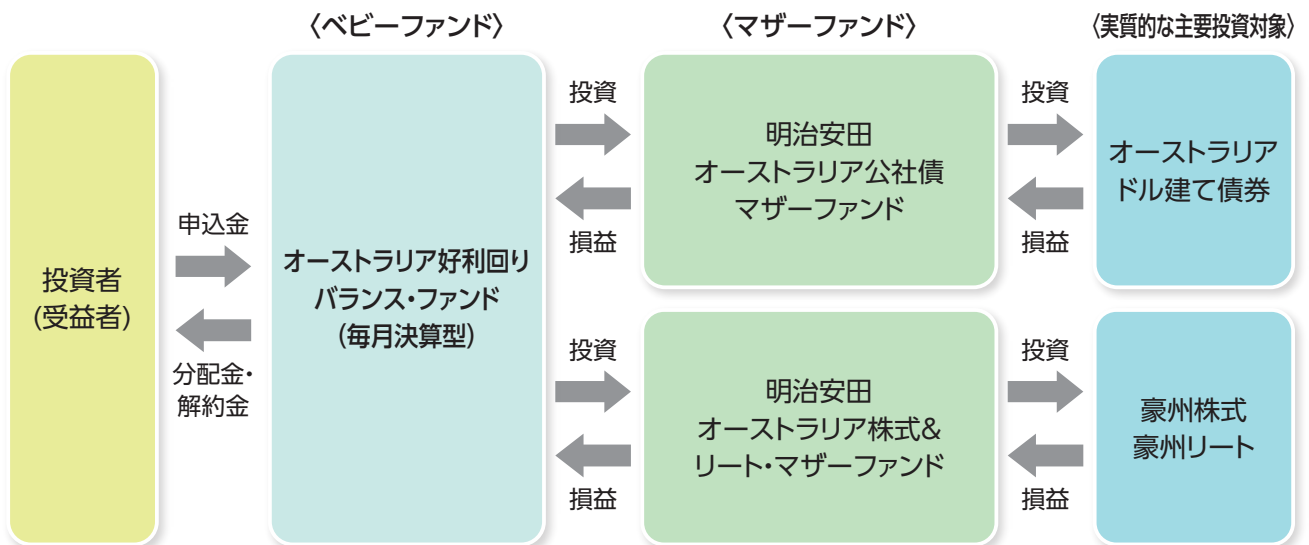 〈ベビーファンド〉
〈マザーファンド〉
〈実質的な主要投資対象〉
投資者
(受益者)
申込金
分配金・
解約金
オーストラリア好利回り
バランス・ファンド
(毎月決算型)
投資
損益
明治安田
オーストラリア公社債
マザーファンド
投資
損益
オーストラリア
ドル建て債券
投資
損益
明治安田
オーストラリア株式&
リート・マザーファンド
投資
損益
豪州株式
豪州リート